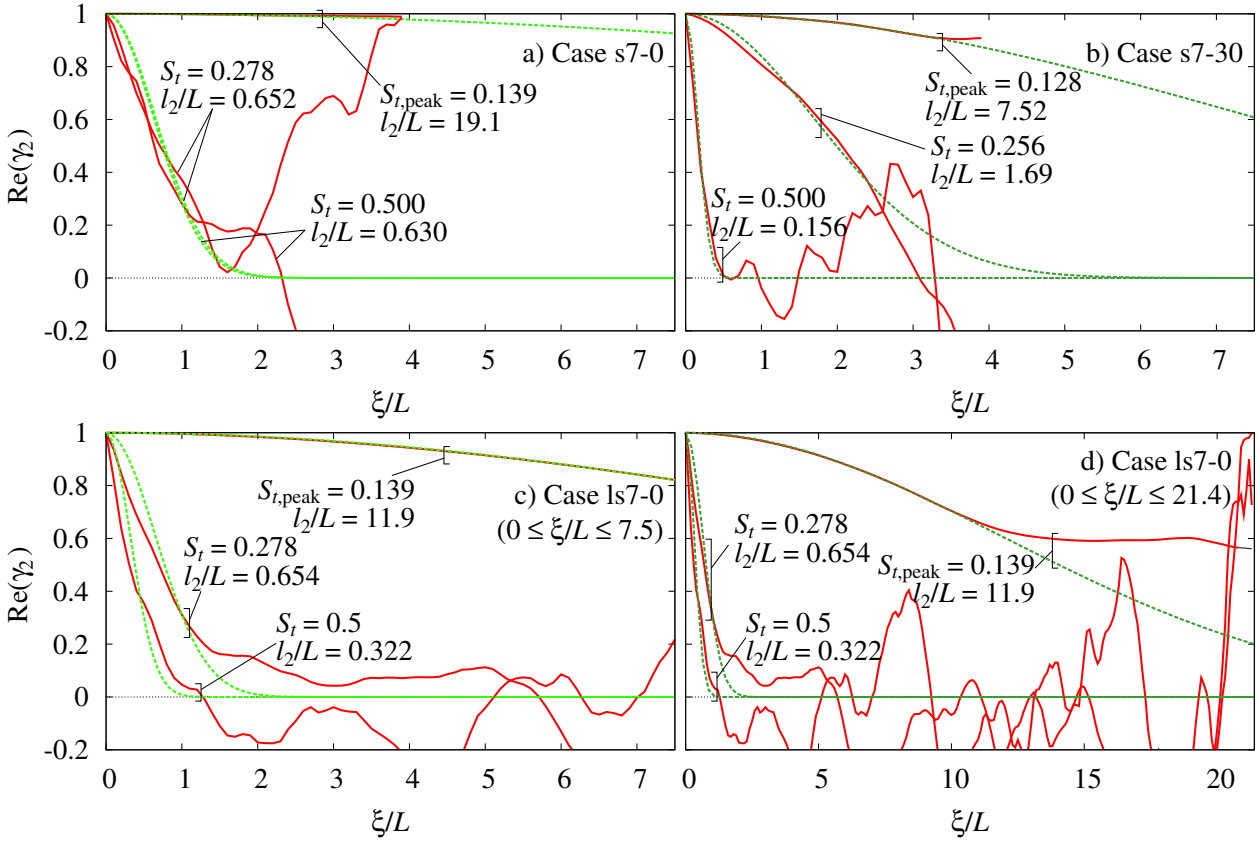 1
0.8
0.6
0.4
0.2
0
-0.2
Re(γ2)
a) Case s7-0
St = 0.278
l2/L = 0.652
St,peak = 0.139
l2/L = 19.1
St = 0.500
l2/L = 0.630
0 1 2 3 4 5 6 7
ξ/L
b) Case s7-30
St,peak = 0.128
l2/L = 7.52
St = 0.256
l2/L = 1.69
St = 0.500
l2/L = 0.156
0 1 2 3 4 5 6 7
ξ/L
1
0.8
0.6
0.4
0.2
0
-0.2
Re(γ2)
c) Case ls7-0
(0 ≤ ξ/L ≤ 7.5)
St,peak = 0.139
l2/L = 11.9
St = 0.278
l2/L = 0.654
St = 0.5
l2/L = 0.322
0 1 2 3 4 5 6 7
ξ/L
d) Case ls7-0
(0 ≤ ξ/L ≤ 21.4)
St = 0.278
l2/L = 0.654
St,peak = 0.139
l2/L = 11.9
St = 0.5
l2/L = 0.322
0 5 10 15 20
ξ/L